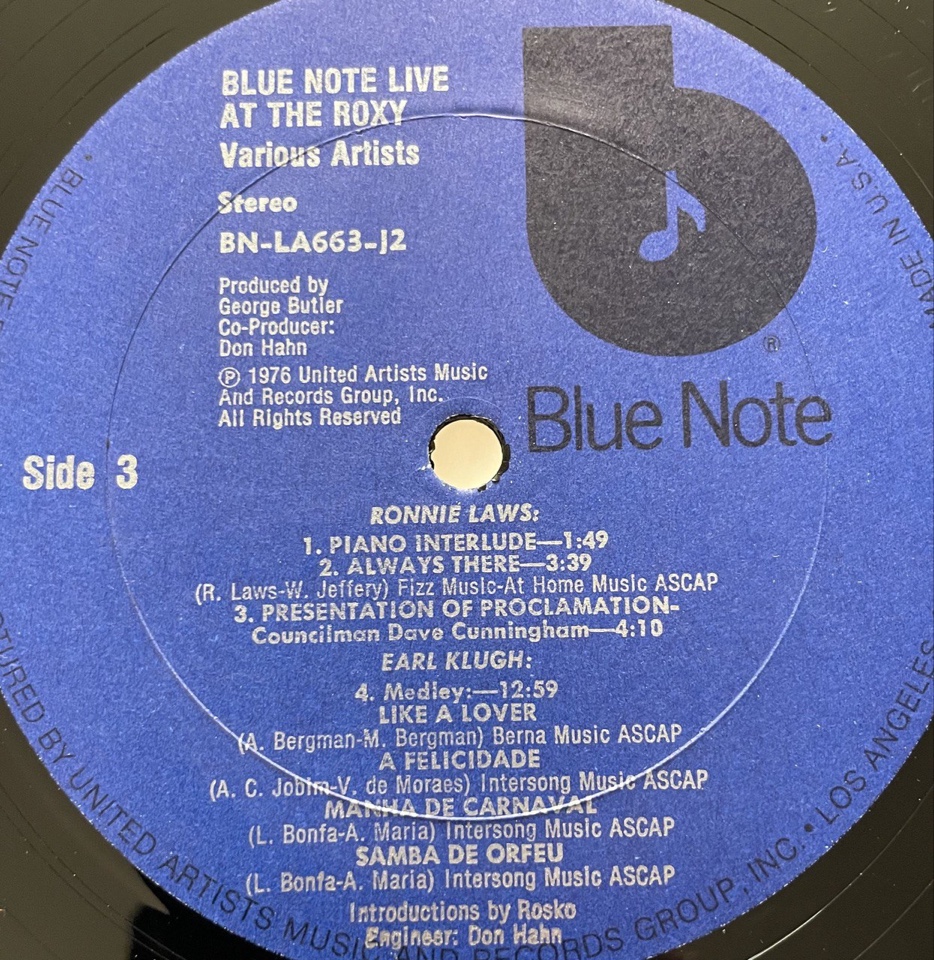 BLUE NOTE LIVE
AT THE ROXY
Various Artists
Stereo
BN-LA663-J2
Produced by
George Butler
Co-Producer:
Don Hahn
℗ 1976 United Artists Music
And Records Group, Inc.
All Rights Reserved
®
Blue Note
Side 3
RONNIE LAWS:
1. PIANO INTERLUDE—1:49
2. ALWAYS THERE—3:39
(R. Laws-W. Jeffery) Fizz Music-At Home Music ASCAP
3. PRESENTATION OF PROCLAMATION-
Councilman Dave Cunningham—4:10
EARL KLUGH:
4. Medley:—12:59
LIKE A LOVER
(A. Bergman-M. Bergman) Berna Music ASCAP
A FELICIDADE
(A. C. Jobim-V. de Moraes) Intersong Music ASCAP
MANHA DE CARNAVAL
(L. Bonfa-A. Maria) Intersong Music ASCAP
SAMBA DE ORFEU
(L. Bonfa-A. Maria) Intersong Music ASCAP
Introductions by Rosko
Engineer: Don Hahn
• BLUE NOTE
CTURED BY UNITED ARTISTS MUSIC AND RECORDS GROUP, INC. • LOS ANGELES
MADE IN U.S.A. •